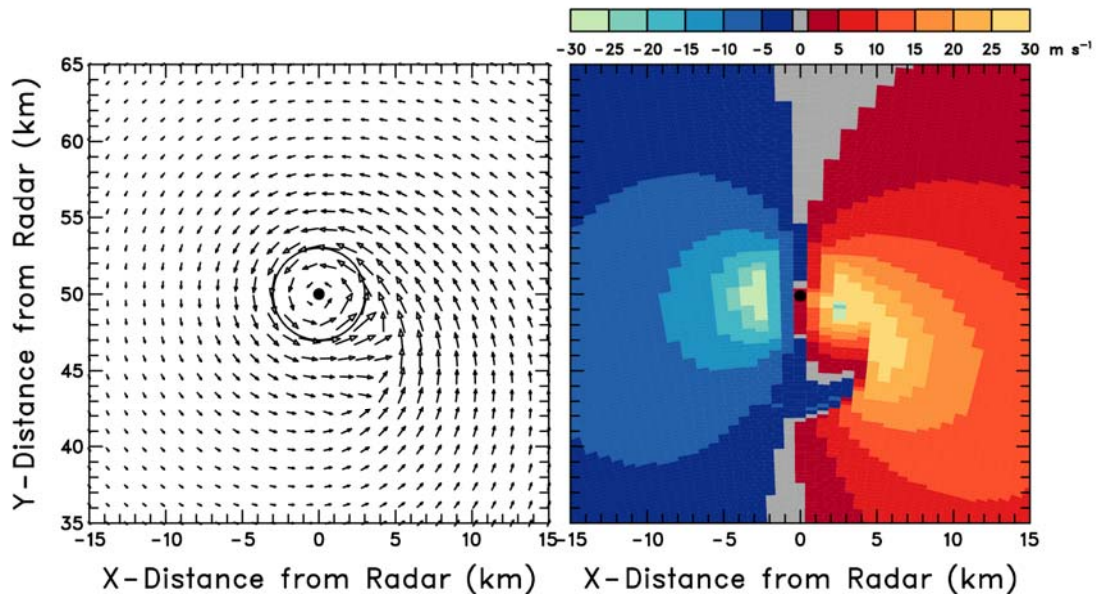 -30 -25 -20 -15 -10 -5 1 5 10 15 20 25 30 m s⁻¹
Y-Distance from Radar (km)
65
60
55
50
45
40
35
-15 -10 -5 0 5 10 15
-15 -10 -5 0 5 10 15
X-Distance from Radar (km)
X-Distance from Radar (km)